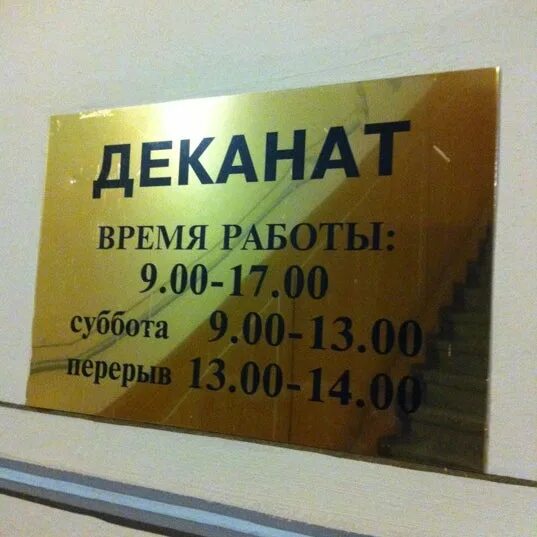 ДЕКАНАТ
ВРЕМЯ РАБОТЫ:
9.00-17.00
суббота 9.00-13.00
перерыв 13.00-14.00